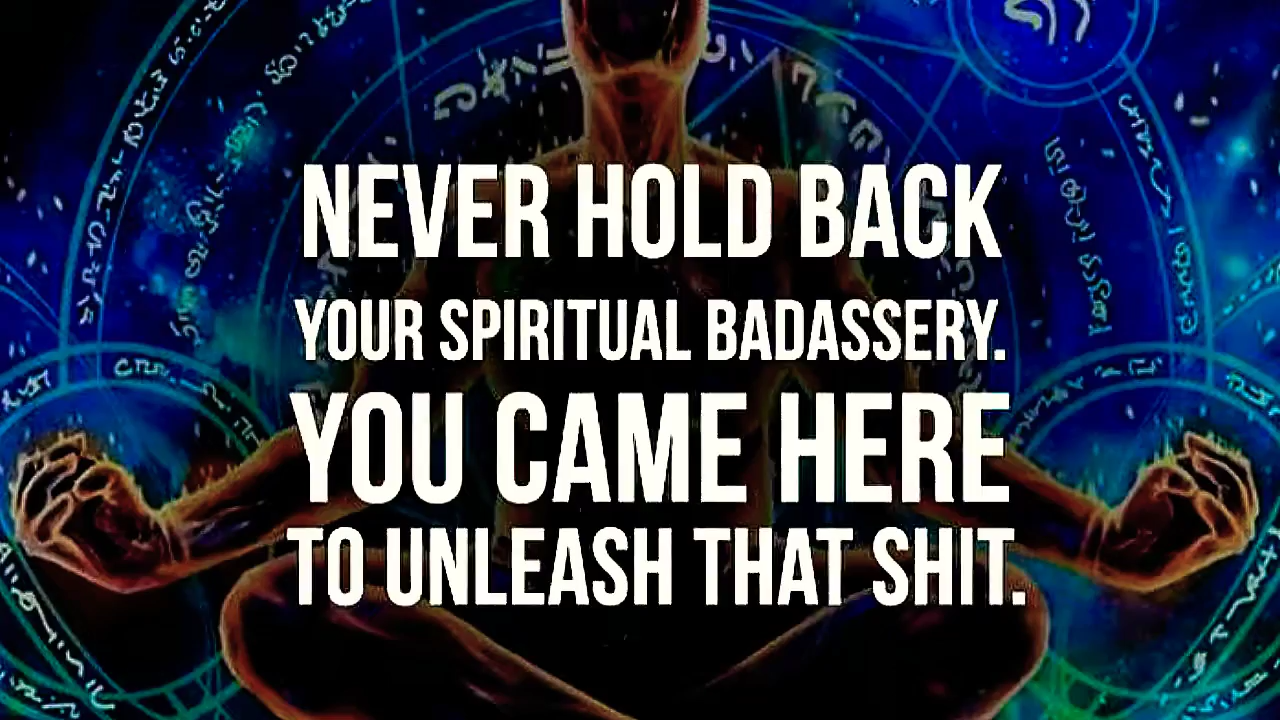 NEVER HOLD BACK
YOUR SPIRITUAL BADASSERY.
YOU CAME HERE
TO UNLEASH THAT SHIT.